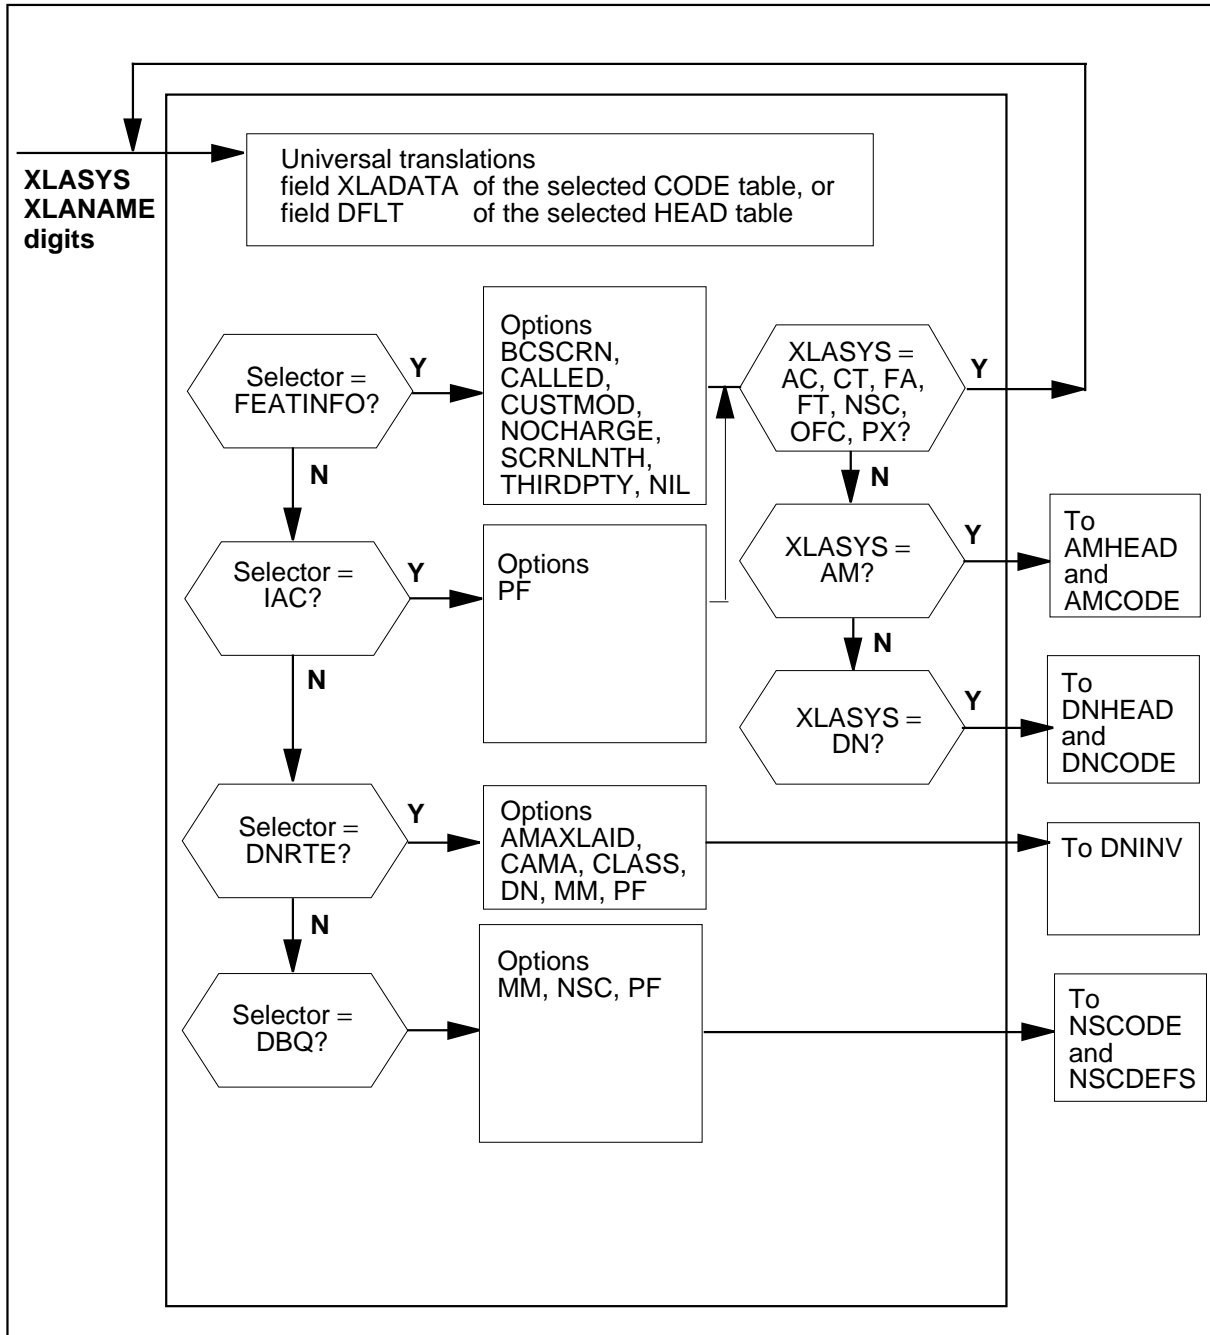 XLASYS
XLANAME
digits
Universal translations
field XLADATA of the selected CODE table, or
field DFLT of the selected HEAD table
Selector =
FEATINFO?
Y
N
Options
BCSCRN,
CALLED,
CUSTMOD,
NOCHARGE,
SCRNLNTH,
THIRDPTY, NIL
XLASYS =
AC, CT, FA,
FT, NSC,
OFC, PX?
Y
N
Selector =
IAC?
Y
N
Options
PF
XLASYS =
AM?
Y
N
To
AMHEAD
and
AMCODE
XLASYS =
DN?
Y
To
DNHEAD
and
DNCODE
Selector =
DNRTE?
Y
N
Options
AMAXLAID,
CAMA, CLASS,
DN, MM, PF
To DNINV
Selector =
DBQ?
Options
MM, NSC, PF
To
NSCODE
and
NSCDEFS